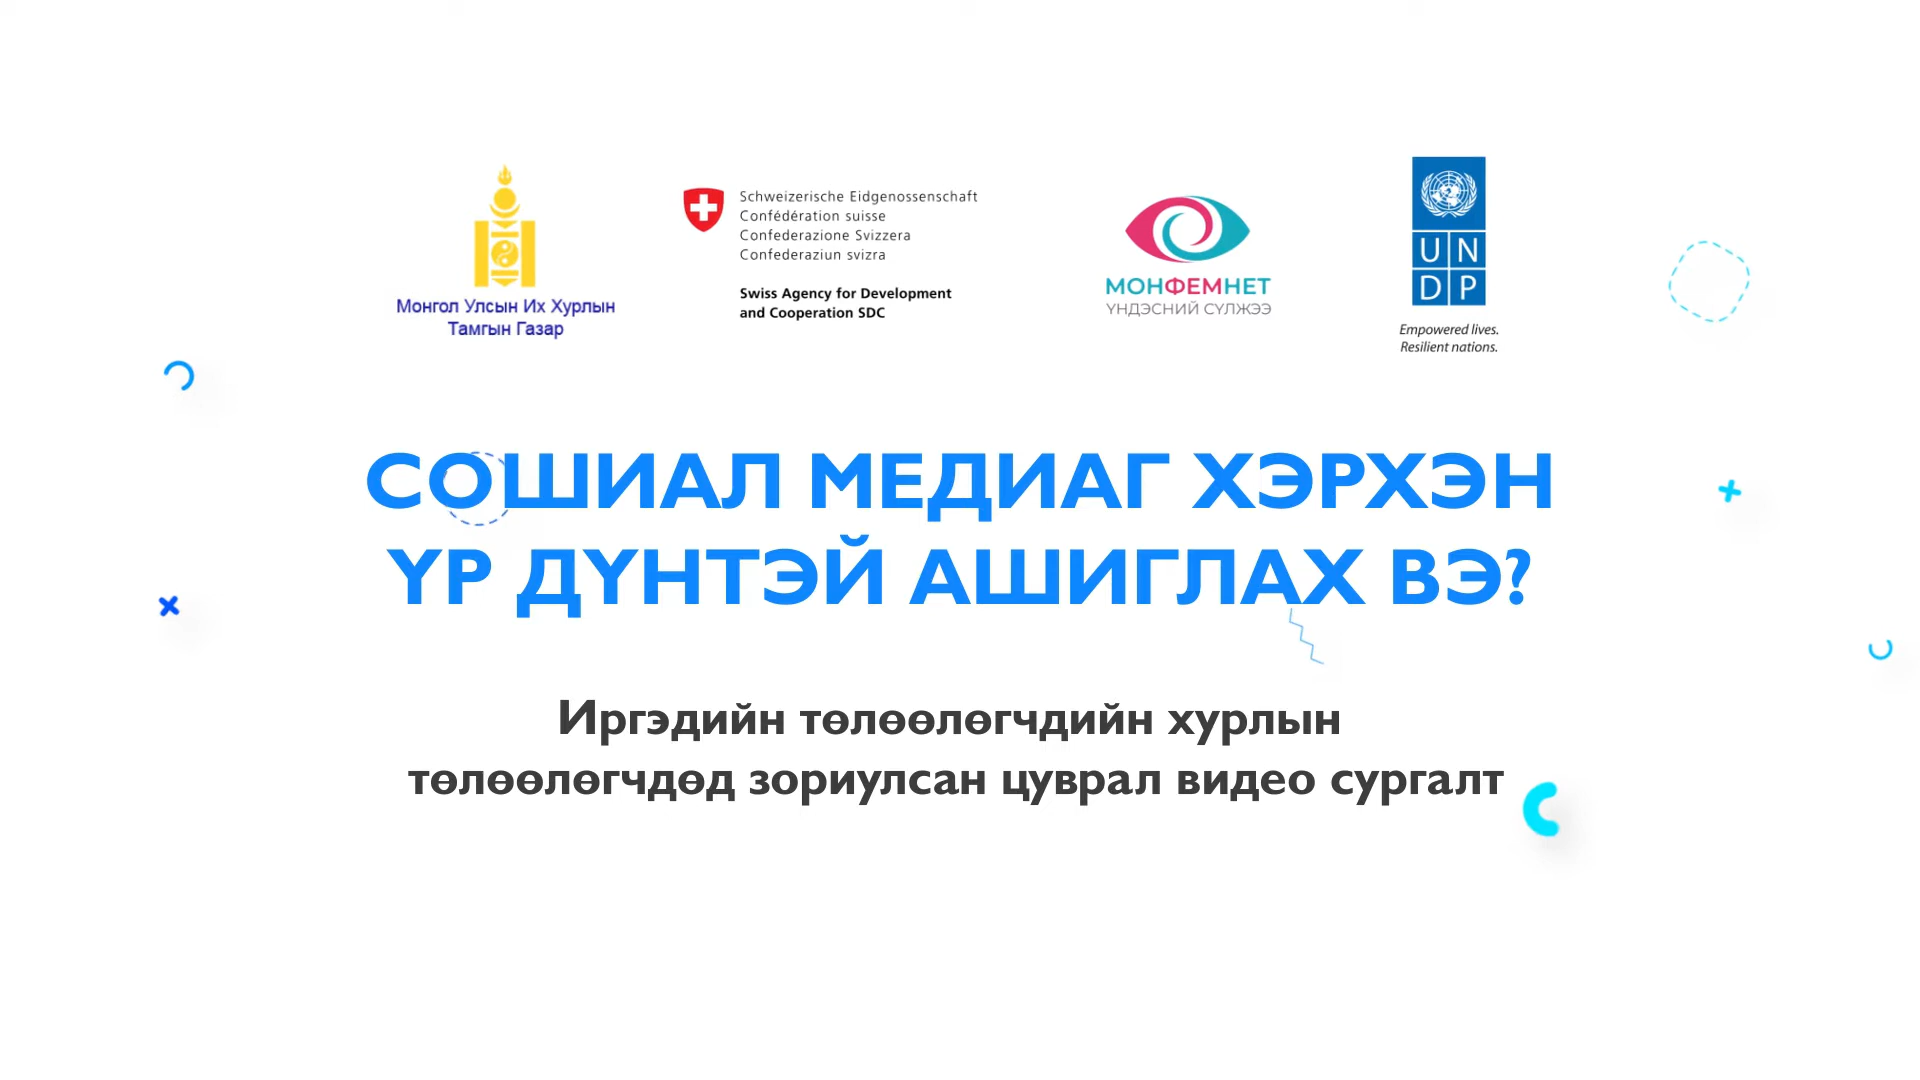 Монгол Улсын Их Хурлын
Тамгын Газар
Schweizerische Eidgenossenschaft
Confédération suisse
Confederazione Svizzera
Confederaziun svizra
Swiss Agency for Development
and Cooperation SDC
МОНФЕМНЕТ
ҮНДЭСНИЙ СҮЛЖЭЭ
UN
DP
Empowered lives.
Resilient nations.
СОШИАЛ МЕДИАГ ХЭРХЭН
ҮР ДҮНТЭЙ АШИГЛАХ ВЭ?
Иргэдийн төлөөлөгчдийн хурлын
төлөөлөгчдөд зориулсан цуврал видео сургалт